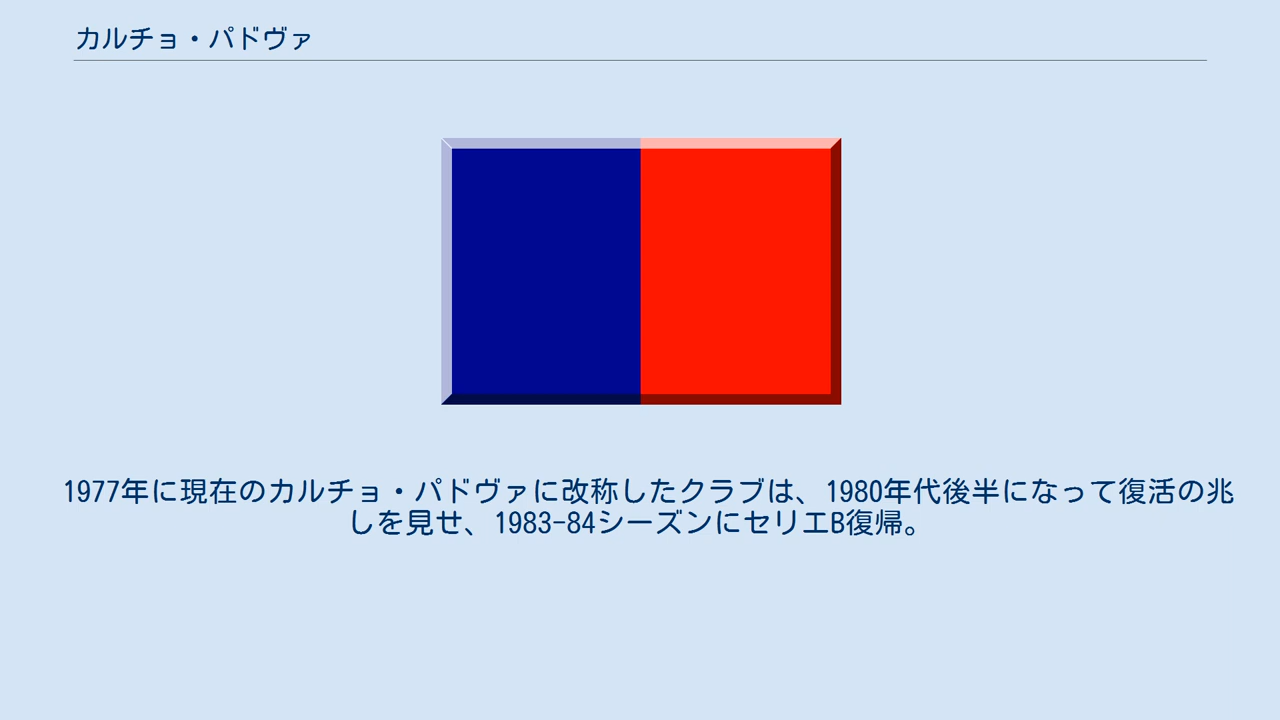 カルチョ・パドヴァ
1977年に現在のカルチョ・パドヴァに改称したクラブは、1980年代後半になって復活の兆
しを見せ、1983-84シーズンにセリエB復帰。